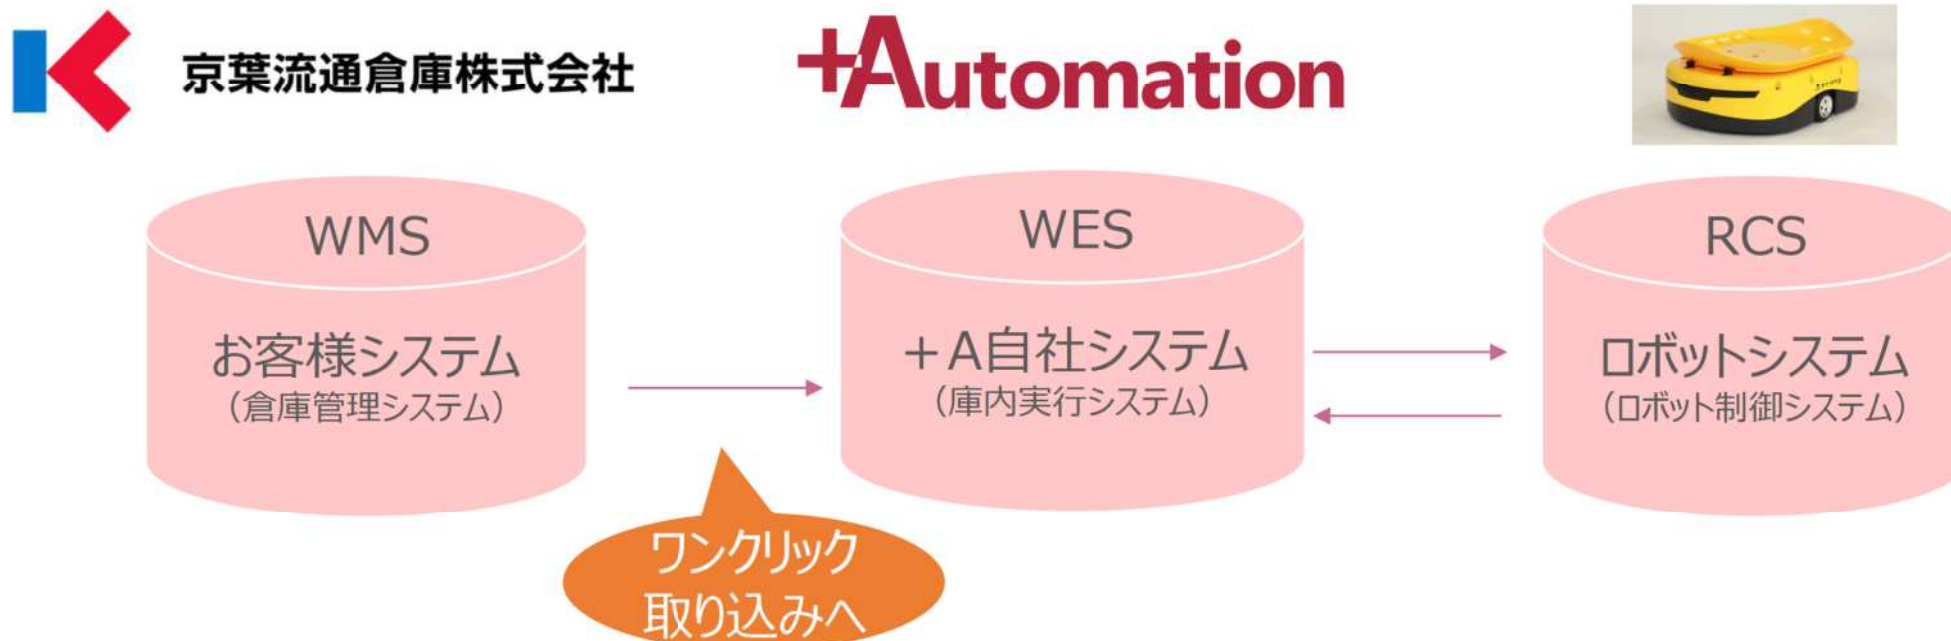 京葉流通倉庫株式会社
+Automation
WMS
お客様システム
（倉庫管理システム）
WES
＋A自社システム
（庫内実行システム）
RCS
ロボットシステム
（ロボット制御システム）
ワンクリック
取り込みへ